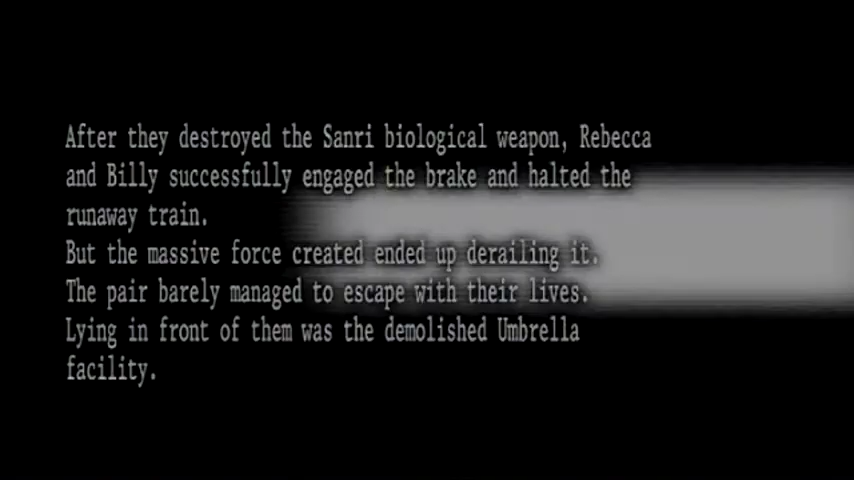 After they destroyed the Sanri biological weapon, Rebecca
and Billy successfully engaged the brake and halted the
runaway train.
But the massive force created ended up derailing it.
The pair barely managed to escape with their lives.
Lying in front of them was the demolished Umbrella
facility.